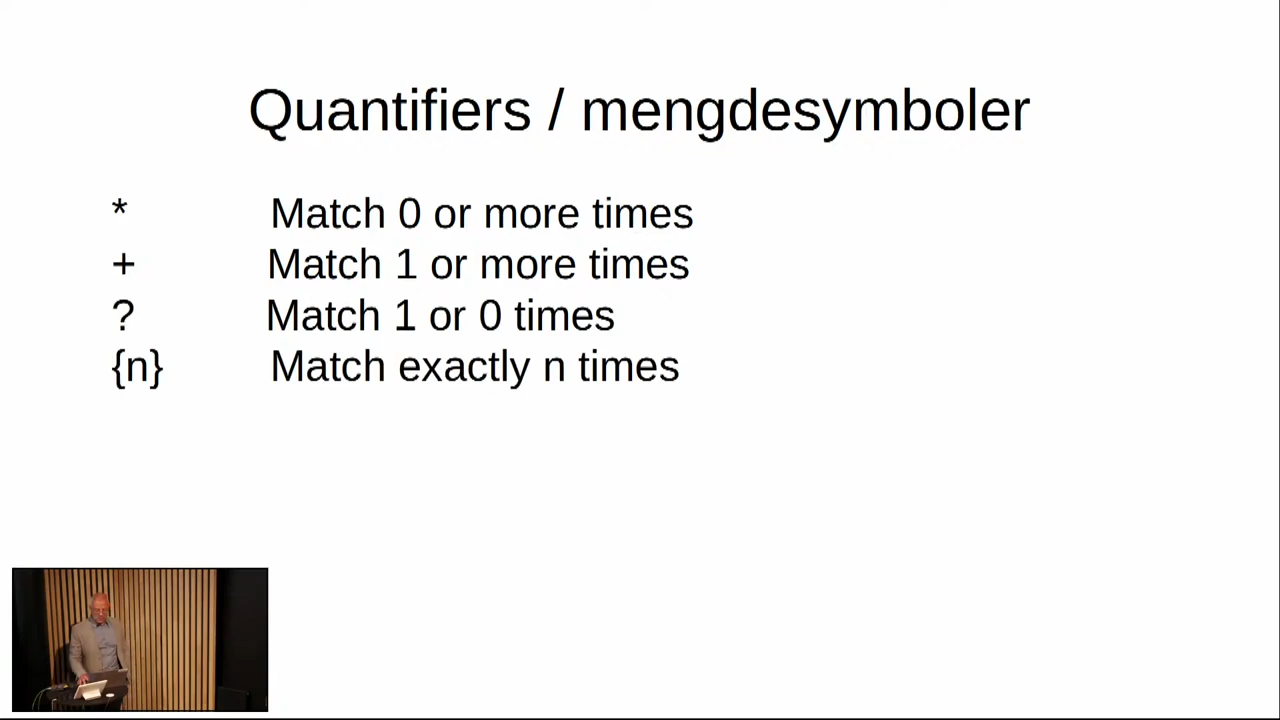 Quantifiers / mengdesymboler
* Match 0 or more times
+ Match 1 or more times
? Match 1 or 0 times
{n} Match exactly n times